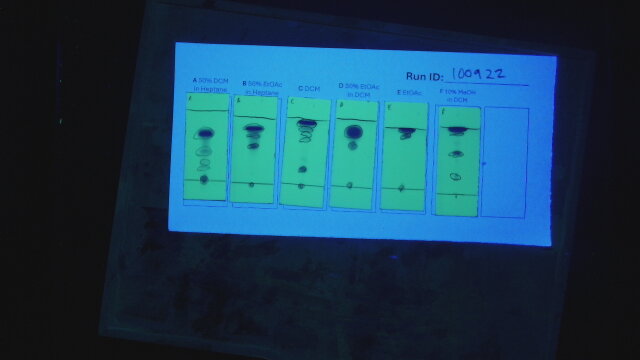 Run ID: 100922
A 50% DCM in Heptane
B 50% EtOAc in Heptane
C DCM
D 50% EtOAc in DCM
E EtOAc
F 10% MeOH in DCM
A
C
E
F